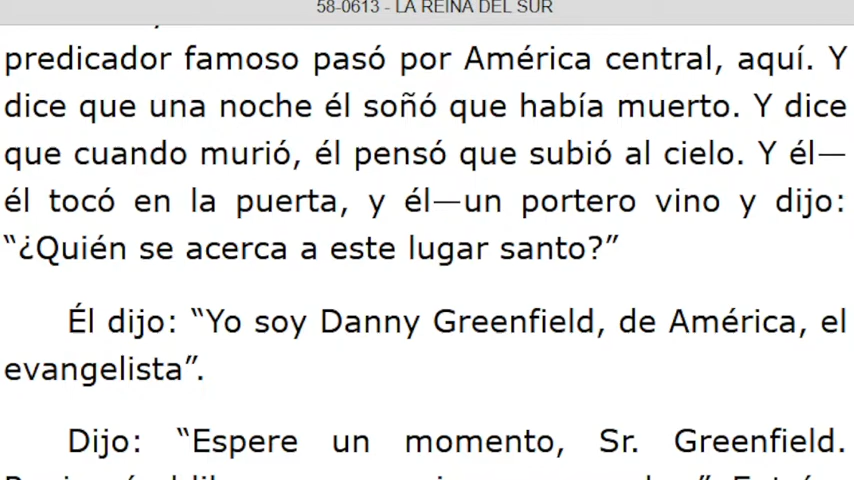 58-0613 - LA REINA DEL SUR
predicador famoso pasó por América central, aquí. Y
dice que una noche él soñó que había muerto. Y dice
que cuando murió, él pensó que subió al cielo. Y él—
él tocó en la puerta, y él—un portero vino y dijo:
“¿Quién se acerca a este lugar santo?”
Él dijo: “Yo soy Danny Greenfield, de América, el
evangelista”.
Dijo: “Espere un momento, Sr. Greenfield.